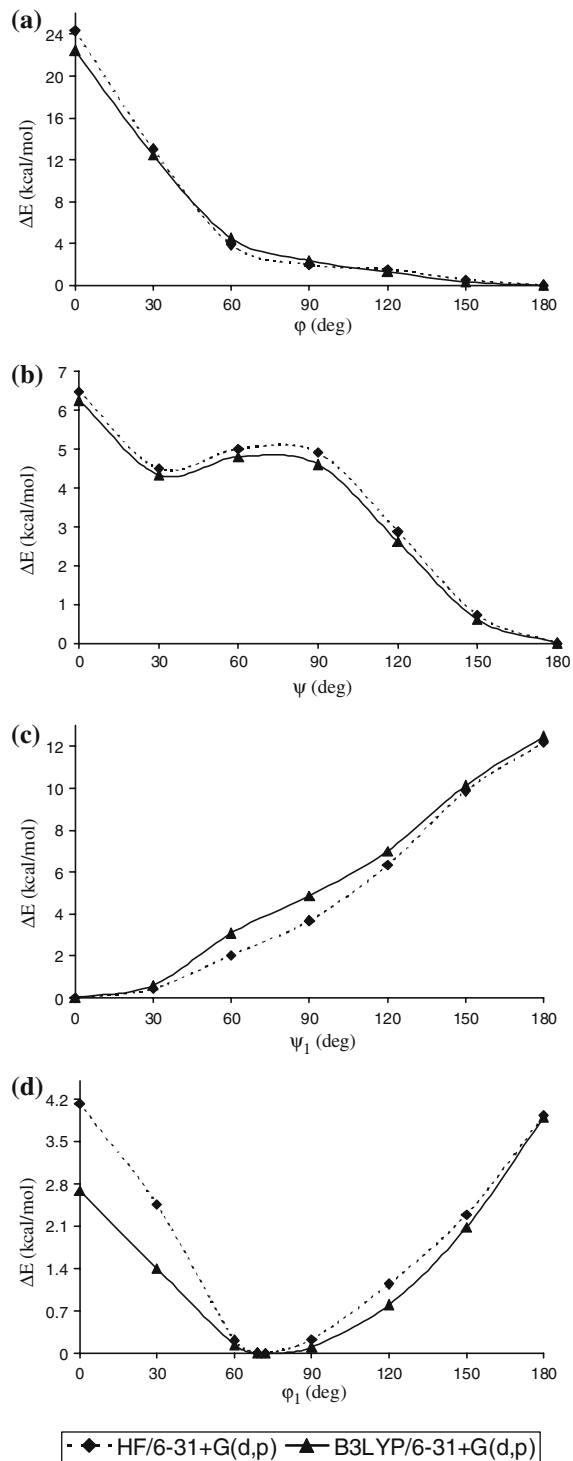 (a)
24
20
16
12
8
4
0
ΔE (kcal/mol)
0 30 60 90 120 150 180
φ (deg)
(b)
7
6
5
4
3
2
1
0
ΔE (kcal/mol)
0 30 60 90 120 150 180
ψ (deg)
(c)
12
10
8
6
4
2
0
ΔE (kcal/mol)
0 30 60 90 120 150 180
ψ1 (deg)
(d)
4.2
3.5
2.8
2.1
1.4
0.7
0
ΔE (kcal/mol)
0 30 60 90 120 150 180
φ1 (deg)
HF/6-31+G(d,p) B3LYP/6-31+G(d,p)